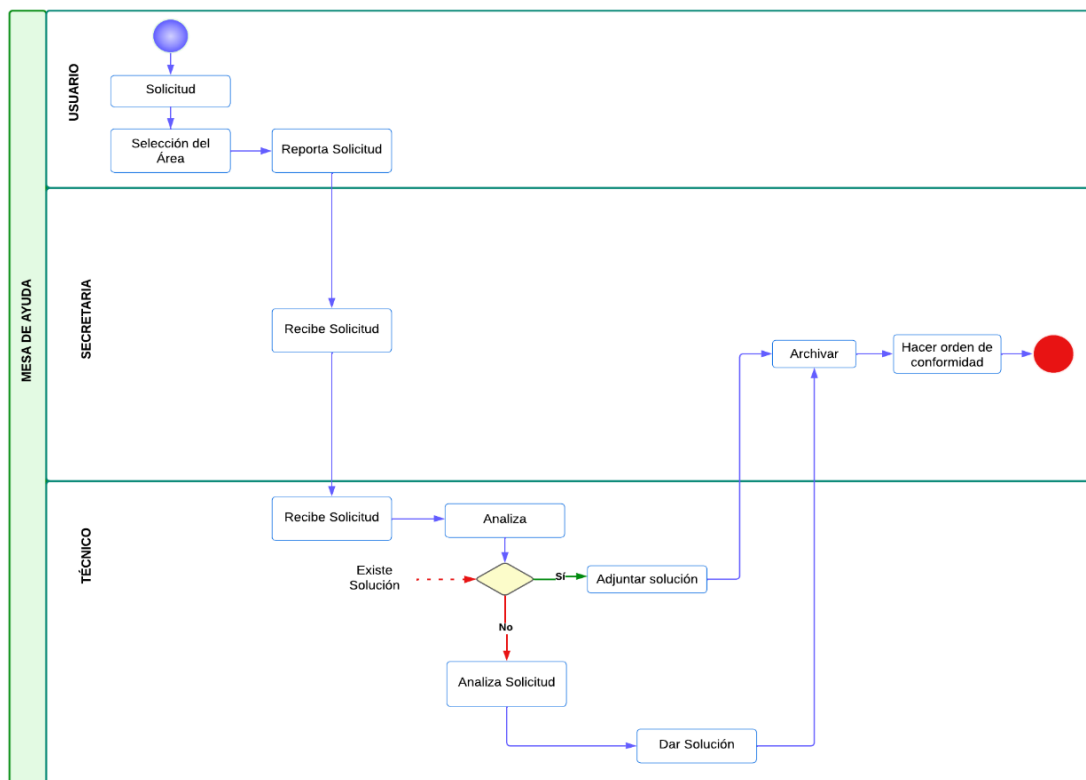 MESA DE AYUDA
USUARIO
Solicitud
Selección del
Área
Reporta Solicitud
SECRETARIA
Recibe Solicitud
Archivar
Hacer orden de
conformidad
TÉCNICO
Recibe Solicitud
Analiza
Existe
Solución
Sí
Adjuntar solución
No
Analiza Solicitud
Dar Solución